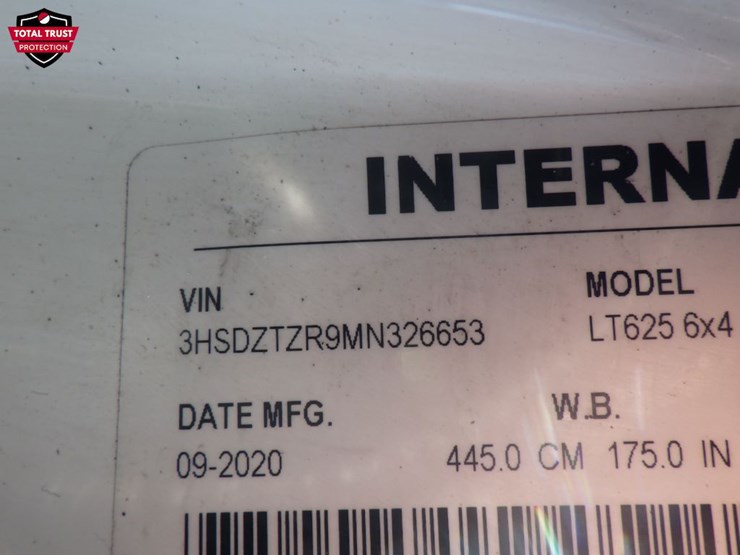 TOTAL TRUST
PROTECTION
INTERNA
VIN
MODEL
3HSDZTZR9MN326653
LT625 6x4
DATE MFG.
W.B.
09-2020
445.0 CM 175.0 IN